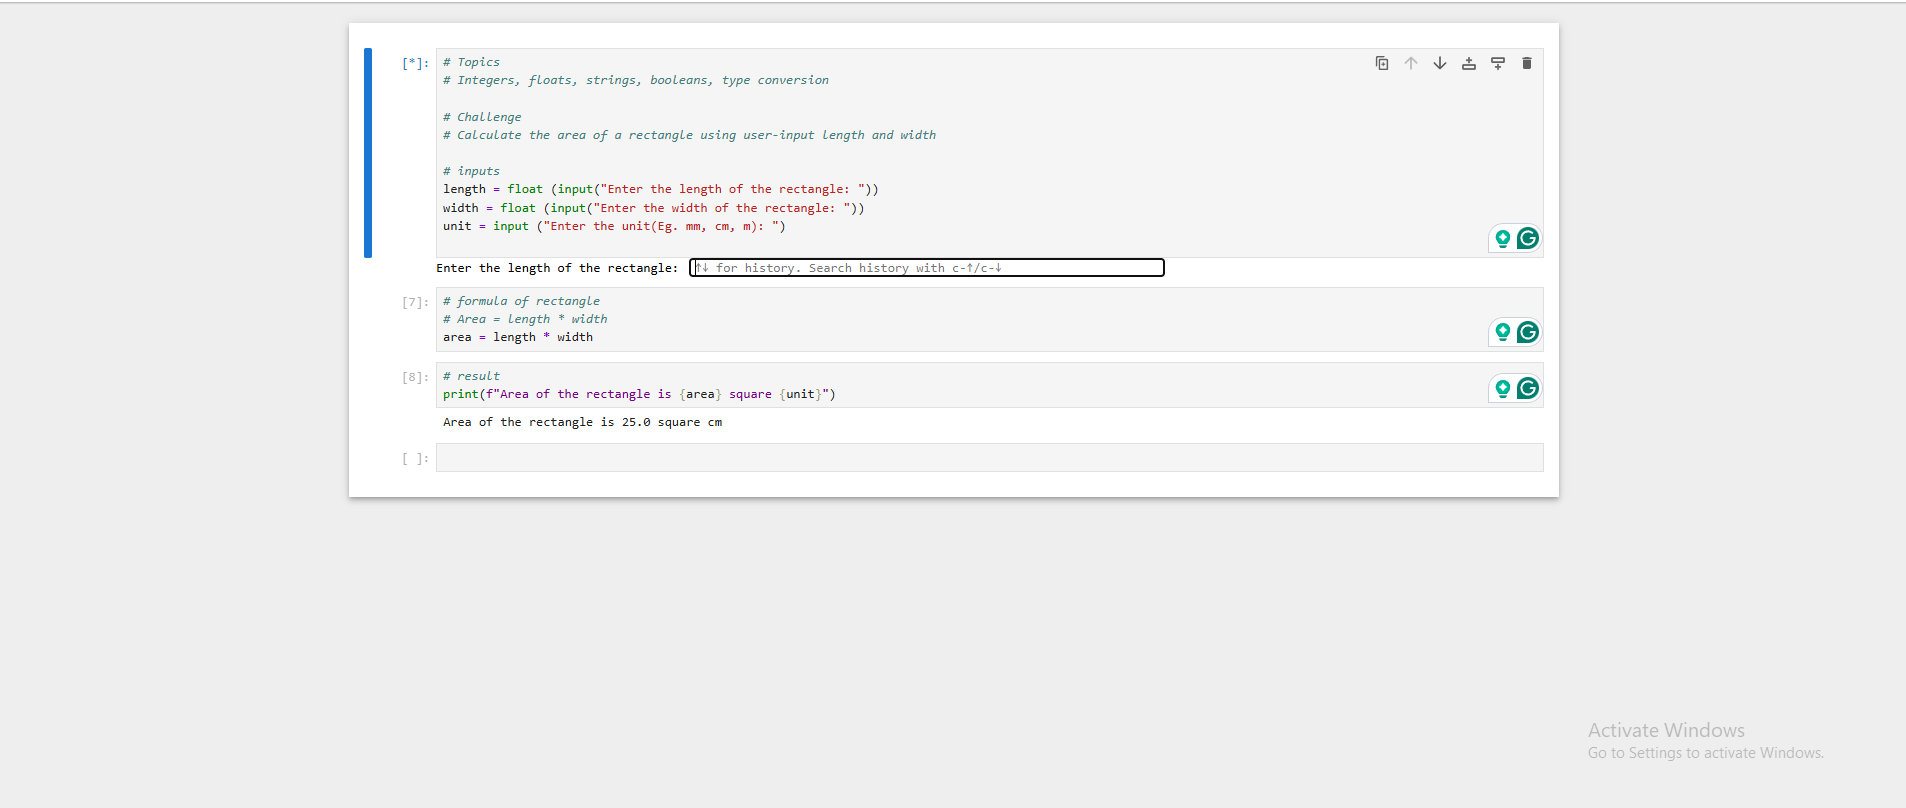 [*]:
# Topics
# Integers, floats, strings, booleans, type conversion
# Challenge
# Calculate the area of a rectangle using user-input length and width
# inputs
length = float (input("Enter the length of the rectangle: "))
width = float (input("Enter the width of the rectangle: "))
unit = input ("Enter the unit(Eg. mm, cm, m): ")
Enter the length of the rectangle: ↑↓ for history. Search history with c-↑/c-↓
[7]:
# formula of rectangle
# Area = length * width
area = length * width
[8]:
# result
print(f"Area of the rectangle is {area} square {unit}")
Area of the rectangle is 25.0 square cm
[ ]:
Activate Windows
Go to Settings to activate Windows.